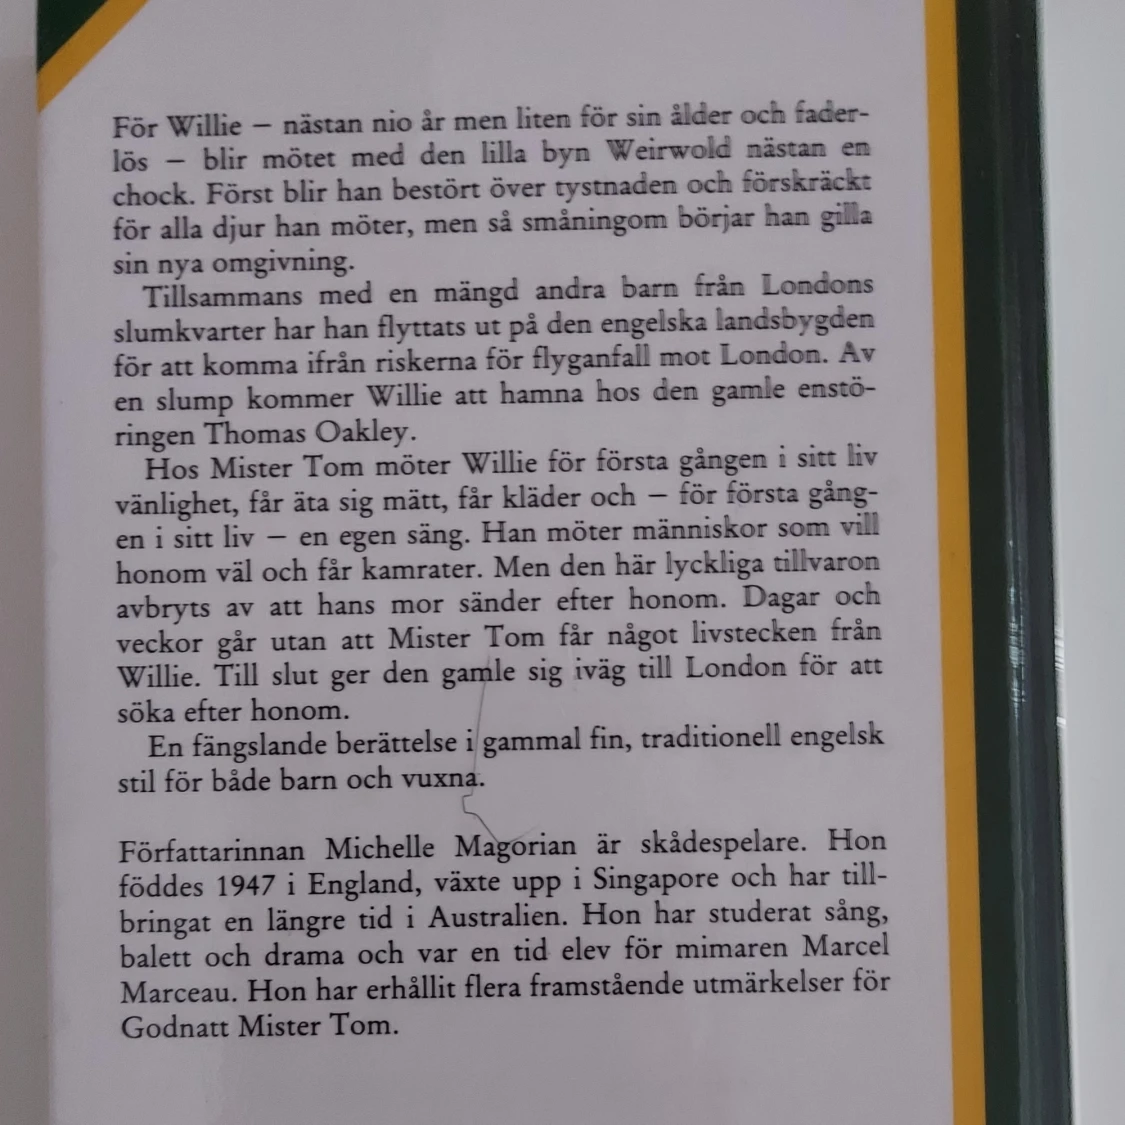 För Willie – nästan nio år men liten för sin ålder och fader-
lös – blir mötet med den lilla byn Weirwold nästan en
chock. Först blir han bestört över tystnaden och förskräckt
för alla djur han möter, men så småningom börjar han gilla
sin nya omgivning.
Tillsammans med en mängd andra barn från Londons
slumkvarter har han flyttats ut på den engelska landsbygden
för att komma ifrån riskerna för flyganfall mot London. Av
en slump kommer Willie att hamna hos den gamle enstö-
ringen Thomas Oakley.
Hos Mister Tom möter Willie för första gången i sitt liv
vänlighet, får äta sig mätt, får kläder och – för första gång-
en i sitt liv – en egen säng. Han möter människor som vill
honom väl och får kamrater. Men den här lyckliga tillvaron
avbryts av att hans mor sänder efter honom. Dagar och
veckor går utan att Mister Tom får något livstecken från
Willie. Till slut ger den gamle sig iväg till London för att
söka efter honom.
En fängslande berättelse i gammal fin, traditionell engelsk
stil för både barn och vuxna.
Författarinnan Michelle Magorian är skådespelare. Hon
föddes 1947 i England, växte upp i Singapore och har till-
bringat en längre tid i Australien. Hon har studerat sång,
balett och drama och var en tid elev för mimaren Marcel
Marceau. Hon har erhållit flera framstående utmärkelser för
Godnatt Mister Tom.